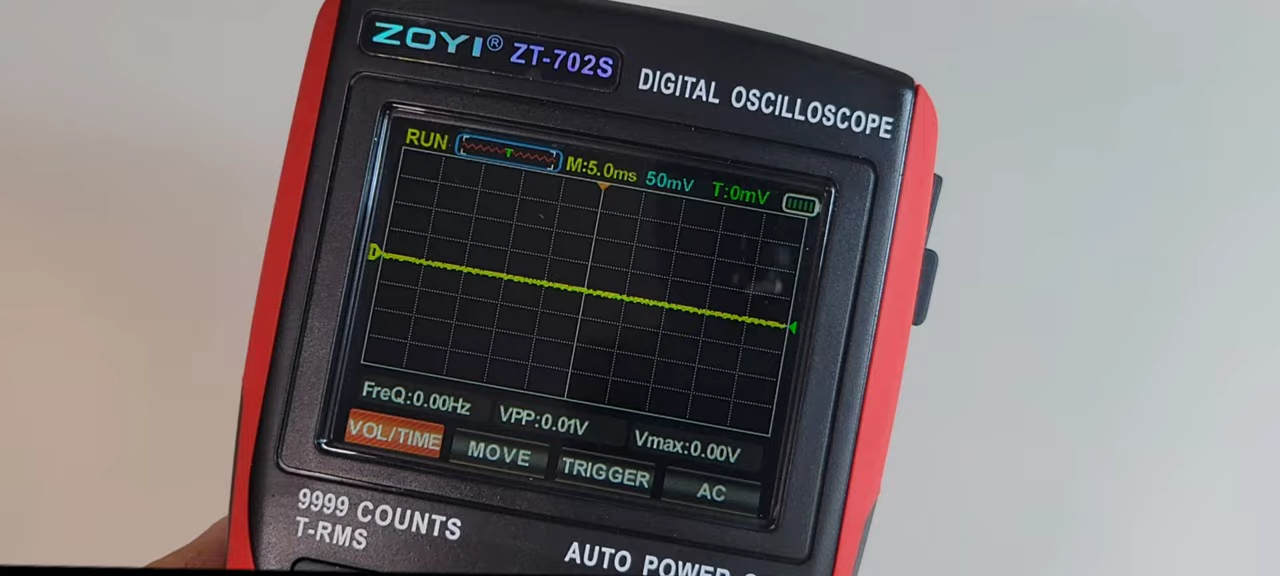 ZOYI® ZT-702S
DIGITAL OSCILLOSCOPE
RUN T M:5.0ms 50mV T:0mV
D
FreQ:0.00Hz VPP:0.01V Vmax:0.00V
VOL/TIME MOVE TRIGGER AC
9999 COUNTS
T-RMS
AUTO POWER